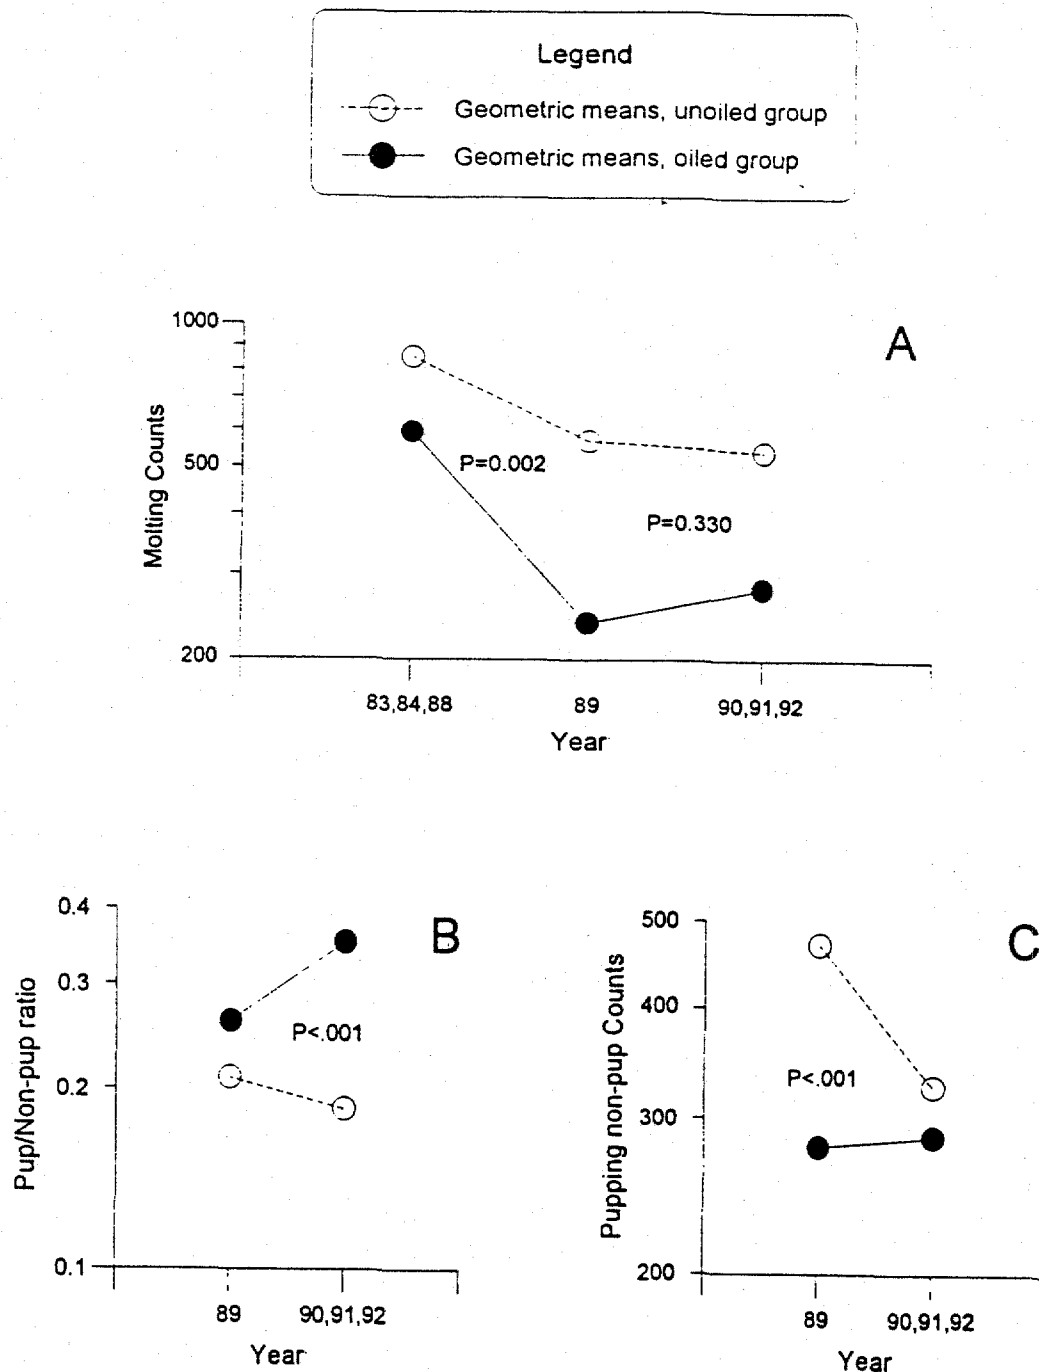 Legend
Geometric means, unoiled group
Geometric means, oiled group
A
1000
500
200
Molting Counts
P=0.002
P=0.330
83,84,88
89
90,91,92
Year
B
0.4
0.3
0.2
0.1
Pup/Non-pup ratio
P<.001
89
90,91,92
Year
C
500
400
300
200
Pupping non-pup Counts
P<.001
89
90,91,92
Year